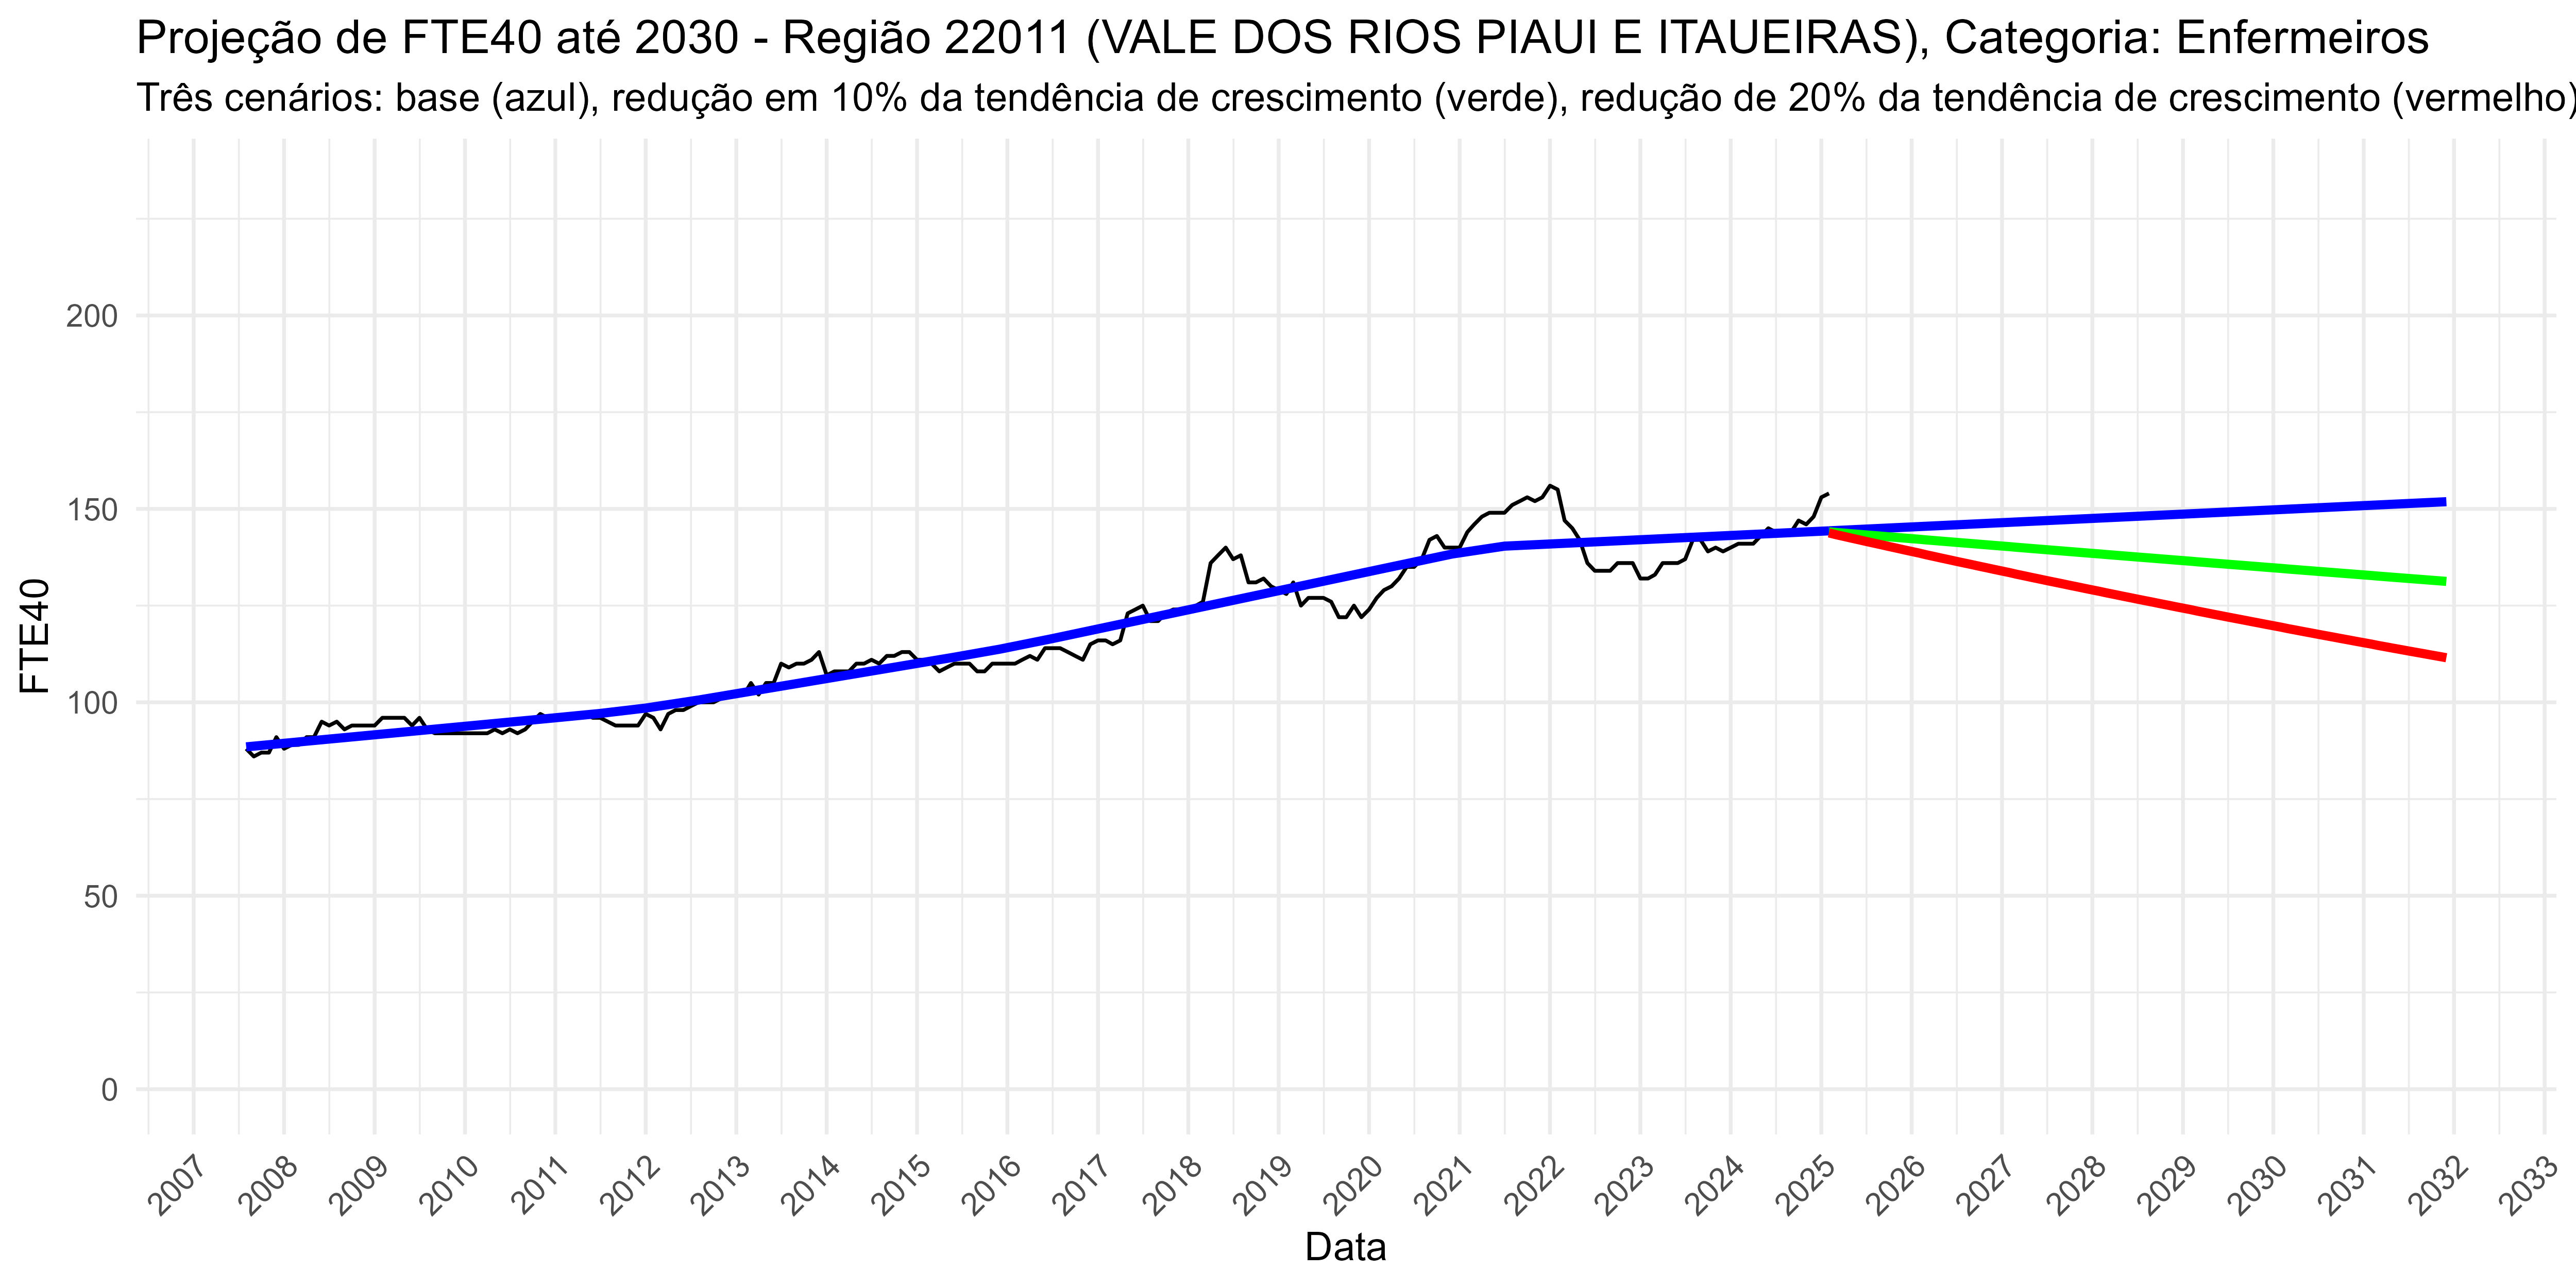 Projeção de FTE40 até 2030 - Região 22011 (VALE DOS RIOS PIAUI E ITAUEIRAS), Categoria: Enfermeiros
Três cenários: base (azul), redução em 10% da tendência de crescimento (verde), redução de 20% da tendência de crescimento (vermelho)
FTE40
200
150
100
50
0
2007 2008 2009 2010 2011 2012 2013 2014 2015 2016 2017 2018 2019 2020 2021 2022 2023 2024 2025 2026 2027 2028 2029 2030 2031 2032 2033
Data